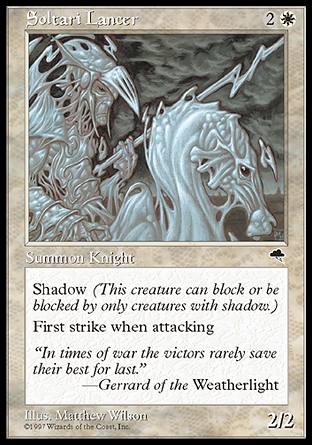 Soltari Lancer 2
Summon Knight
Shadow (This creature can block or be
blocked by only creatures with shadow.)
First strike when attacking
"In times of war the victors rarely save
their best for last."
—Gerrard of the Weatherlight
Illus. Matthew Wilson
©1997 Wizards of the Coast, Inc.
2/2